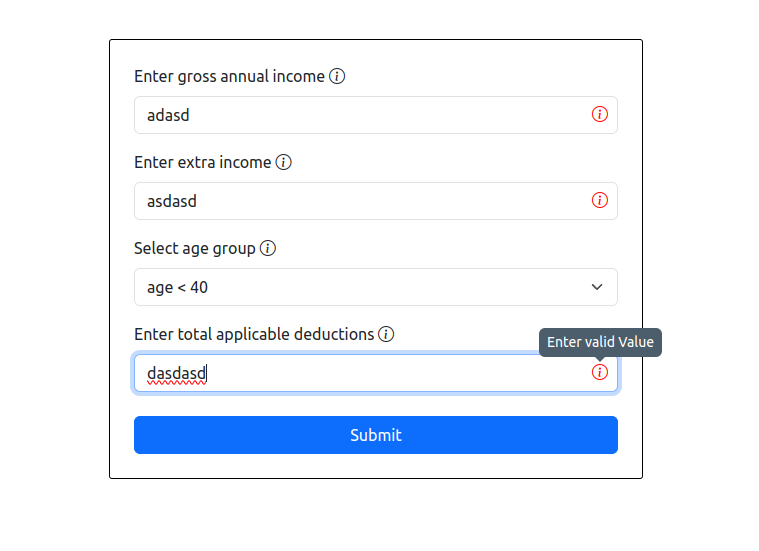 Enter gross annual income
adasd
Enter extra income
asdasd
Select age group
age < 40
Enter total applicable deductions
Enter valid Value
dasdasd
Submit